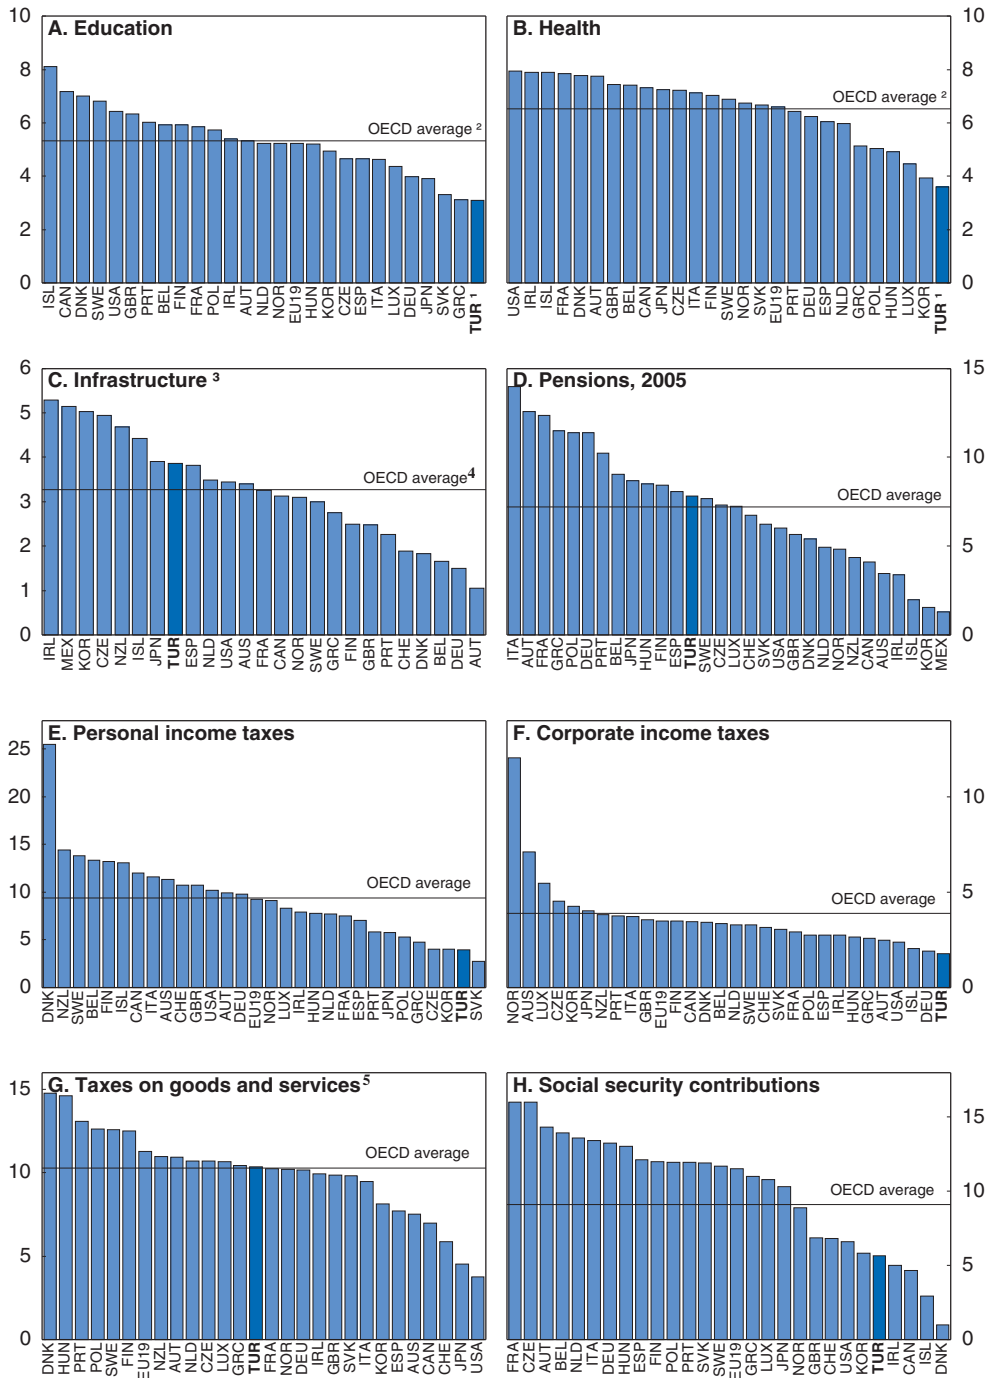 A. Education
10
8
6
4
2
0
OECD average ²
ISL CAN DNK SWE USA GBR PRT BEL FIN FRA POL IRL AUT NLD NOR EU19 HUN KOR CZE ESP ITA LUX DEU JPN SVK GRC TUR ¹
B. Health
10
8
6
4
2
0
OECD average ²
USA IRL ISL FRA DNK AUT GBR BEL CAN JPN CZE ITA FIN SWE NOR SVK EU19 PRT DEU ESP NLD GRC POL HUN LUX KOR TUR ¹
C. Infrastructure ³
6
5
4
3
2
1
0
OECD average⁴
IRL MEX KOR CZE NZL ISL JPN TUR ESP NLD USA AUS FRA CAN NOR SWE GRC FIN GBR PRT CHE DNK BEL DEU AUT
D. Pensions, 2005
15
10
5
0
OECD average
ITA AUT FRA GRC POL DEU PRT BEL JPN HUN FIN ESP TUR SWE CZE LUX CHE SVK USA GBR DNK NLD NOR NZL CAN AUS IRL ISL KOR MEX
E. Personal income taxes
25
20
15
10
5
0
OECD average
DNK NZL SWE BEL FIN ISL CAN ITA AUS CHE GBR USA AUT DEU EU19 NOR LUX IRL HUN NLD FRA ESP PRT JPN POL GRC CZE KOR TUR SVK
F. Corporate income taxes
10
5
0
OECD average
NOR AUS LUX CZE KOR JPN NZL PRT ITA GBR EU19 FIN CAN DNK BEL NLD SWE CHE SVK FRA POL ESP IRL HUN GRC AUT USA ISL DEU TUR
G. Taxes on goods and services⁵
15
10
5
0
OECD average
DNK HUN PRT POL SWE FIN EU19 NZL AUT NLD CZE LUX GRC TUR FRA NOR DEU IRL GBR SVK ITA KOR ESP AUS CAN CHE JPN USA
H. Social security contributions
15
10
5
0
OECD average
FRA CZE AUT BEL NLD ITA DEU HUN ESP FIN POL PRT SVK SWE EU19 GRC LUX JPN NOR GBR CHE USA KOR TUR IRL CAN ISL DNK